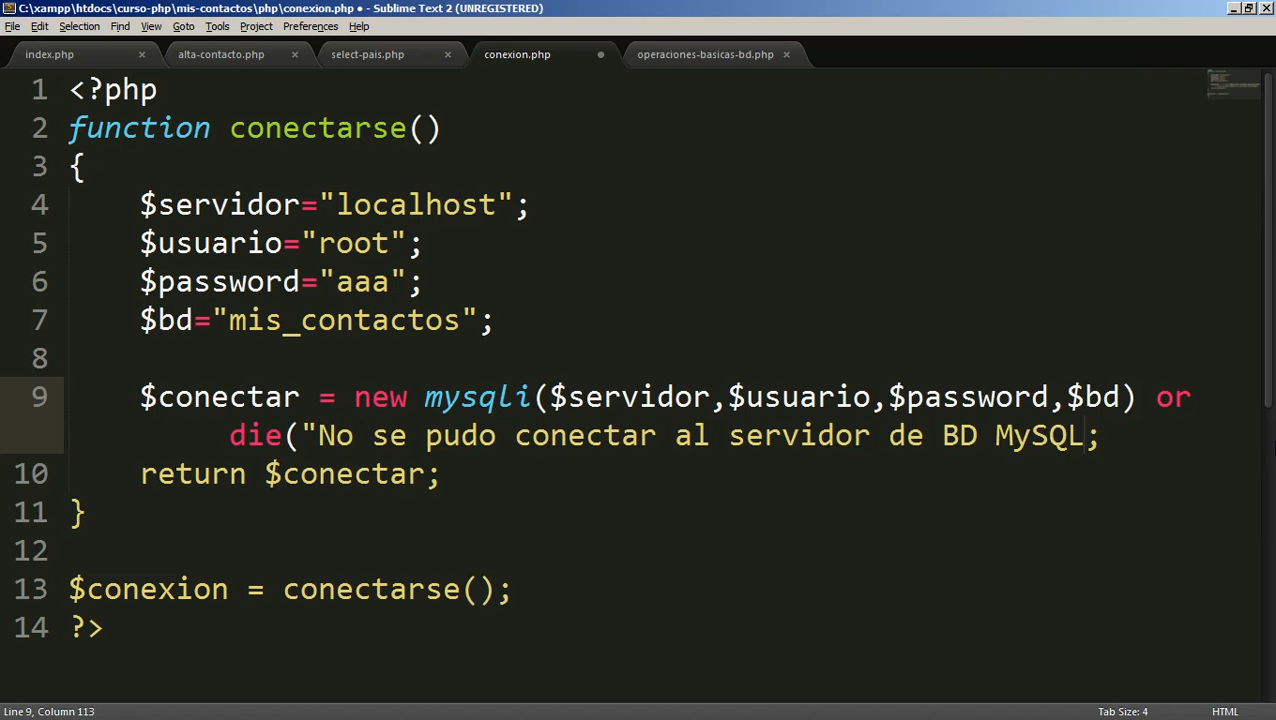 C:\xampp\htdocs\curso-php\mis-contactos\php\conexion.php • - Sublime Text 2 (UNREGISTERED)
File Edit Selection Find View Goto Tools Project Preferences Help
index.php × alta-contacto.php × select-pais.php × conexion.php • operaciones-basicas-bd.php ×
1 <?php
2 function conectarse()
3 {
4 $servidor="localhost";
5 $usuario="root";
6 $password="aaa";
7 $bd="mis_contactos";
8
9 $conectar = new mysqli($servidor,$usuario,$password,$bd) or
die("No se pudo conectar al servidor de BD MySQL;
10 return $conectar;
11 }
12
13 $conexion = conectarse();
14 ?>
Line 9, Column 113 Tab Size: 4 HTML